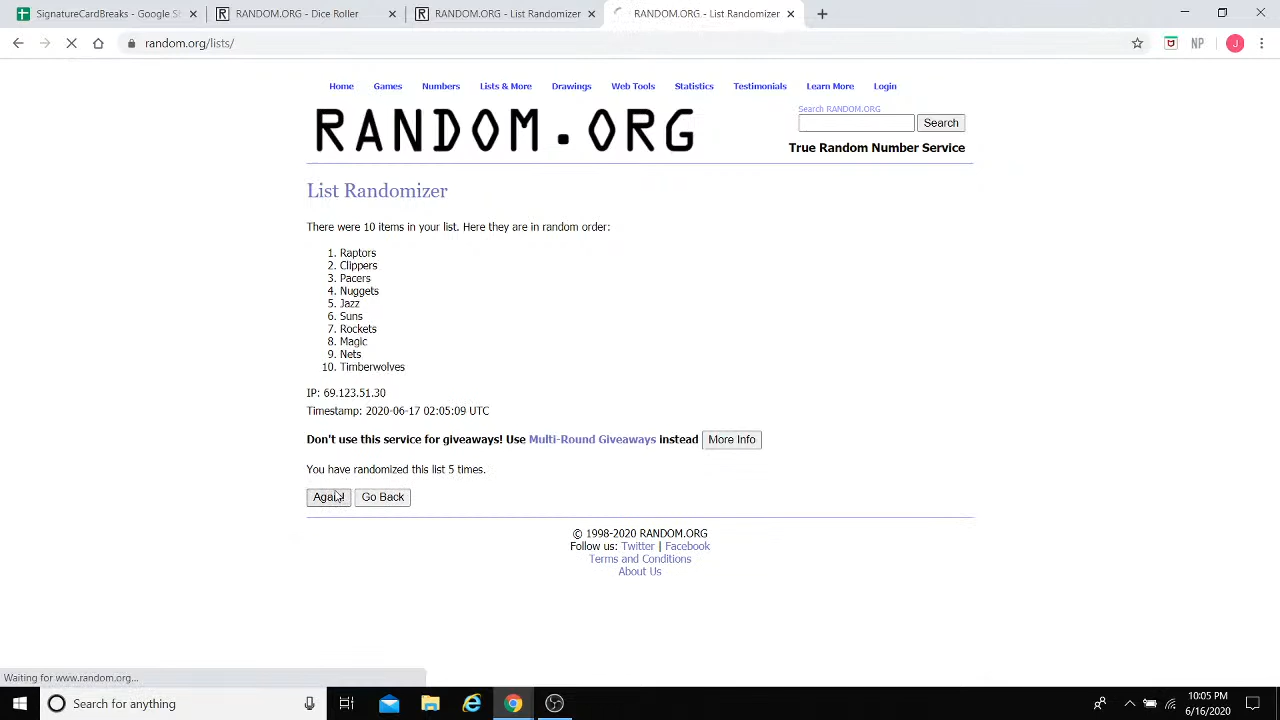 SignatureCardBreaks - Google S
RANDOM.ORG - Dice Roller
RANDOM.ORG - List Randomizer
RANDOM.ORG - List Randomizer
random.org/lists/
NP
J
Home Games Numbers Lists & More Drawings Web Tools Statistics Testimonials Learn More Login
RANDOM.ORG
Search RANDOM.ORG
Search
True Random Number Service
List Randomizer
There were 10 items in your list. Here they are in random order:
1. Raptors
2. Clippers
3. Pacers
4. Nuggets
5. Jazz
6. Suns
7. Rockets
8. Magic
9. Nets
10. Timberwolves
IP: 69.123.51.30
Timestamp: 2020-06-17 02:05:09 UTC
Don't use this service for giveaways! Use Multi-Round Giveaways instead More Info
You have randomized this list 5 times.
Again! Go Back
© 1998-2020 RANDOM.ORG
Follow us: Twitter | Facebook
Terms and Conditions
About Us
Waiting for www.random.org...
Search for anything
10:05 PM
6/16/2020